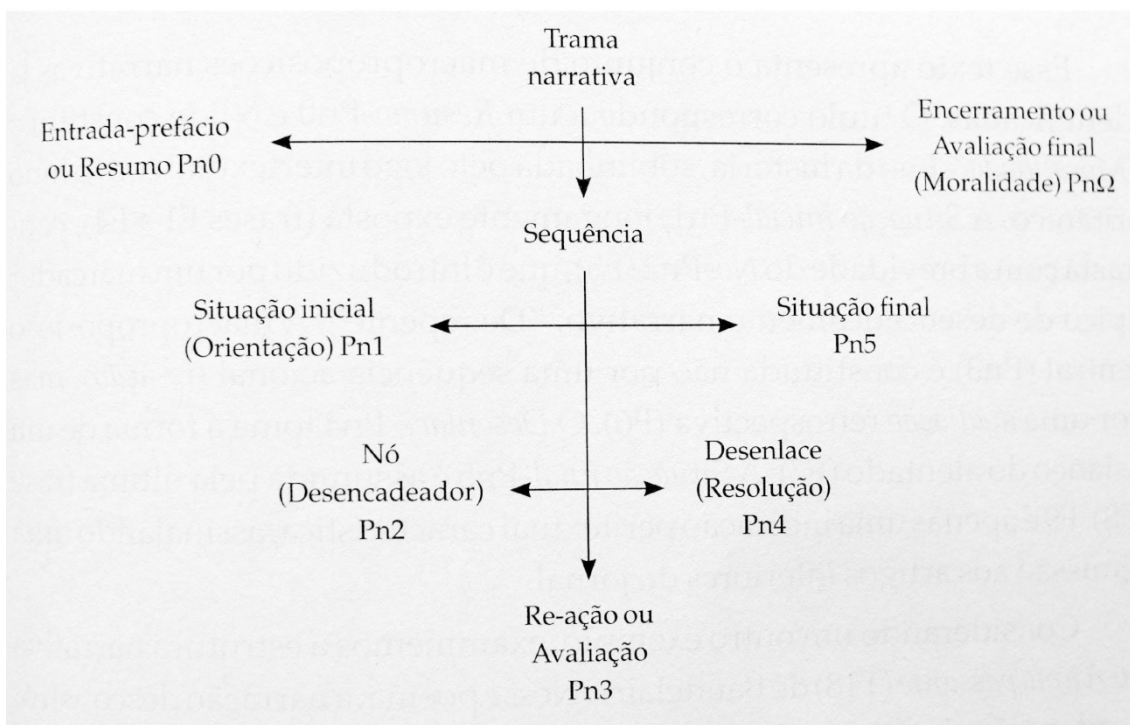 Trama
narrativa
Entrada-prefácio
ou Resumo Pn0
Encerramento ou
Avaliação final
(Moralidade) PnΩ
Sequência
Situação inicial
(Orientação) Pn1
Situação final
Pn5
Nó
(Desencadeador)
Pn2
Desenlace
(Resolução)
Pn4
Re-ação ou
Avaliação
Pn3